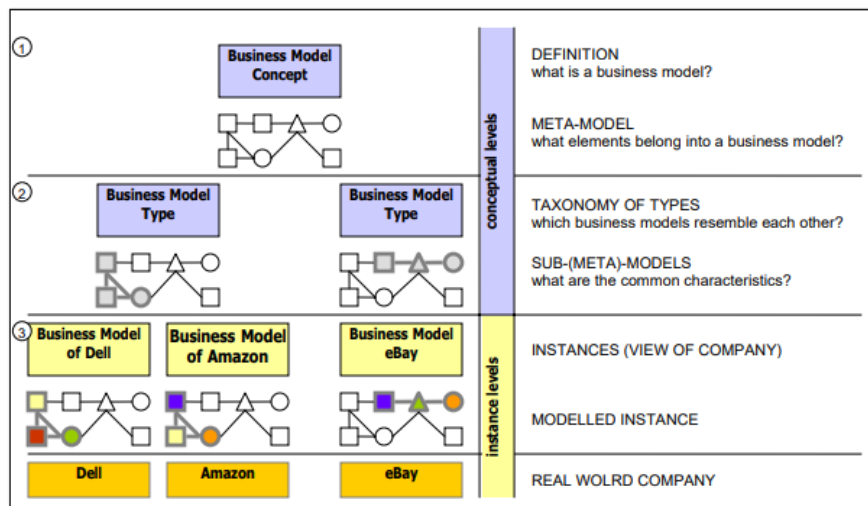 ①
Business Model
Concept
DEFINITION
what is a business model?
META-MODEL
what elements belong into a business model?
conceptual levels
②
Business Model
Type
Business Model
Type
TAXONOMY OF TYPES
which business models resemble each other?
SUB-(META)-MODELS
what are the common characteristics?
③
Business Model
of Dell
Business Model
of Amazon
Business Model
eBay
INSTANCES (VIEW OF COMPANY)
MODELLED INSTANCE
instance levels
Dell
Amazon
eBay
REAL WOLRD COMPANY